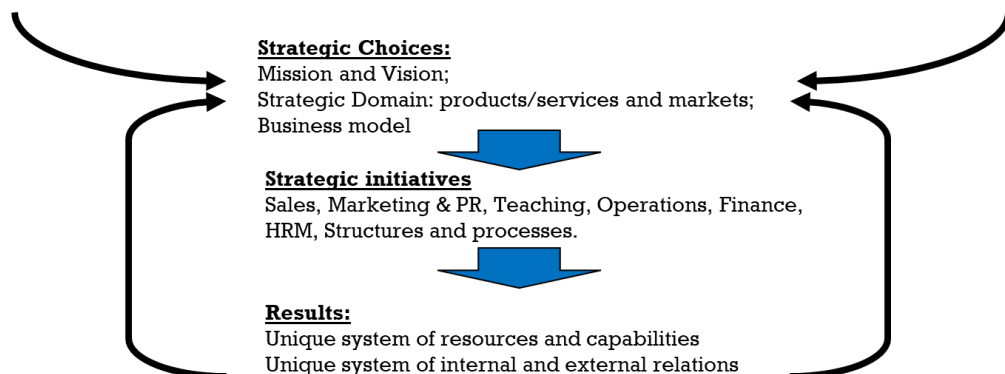 Strategic Choices:
Mission and Vision;
Strategic Domain: products/services and markets;
Business model
Strategic initiatives
Sales, Marketing & PR, Teaching, Operations, Finance,
HRM, Structures and processes.
Results:
Unique system of resources and capabilities
Unique system of internal and external relations